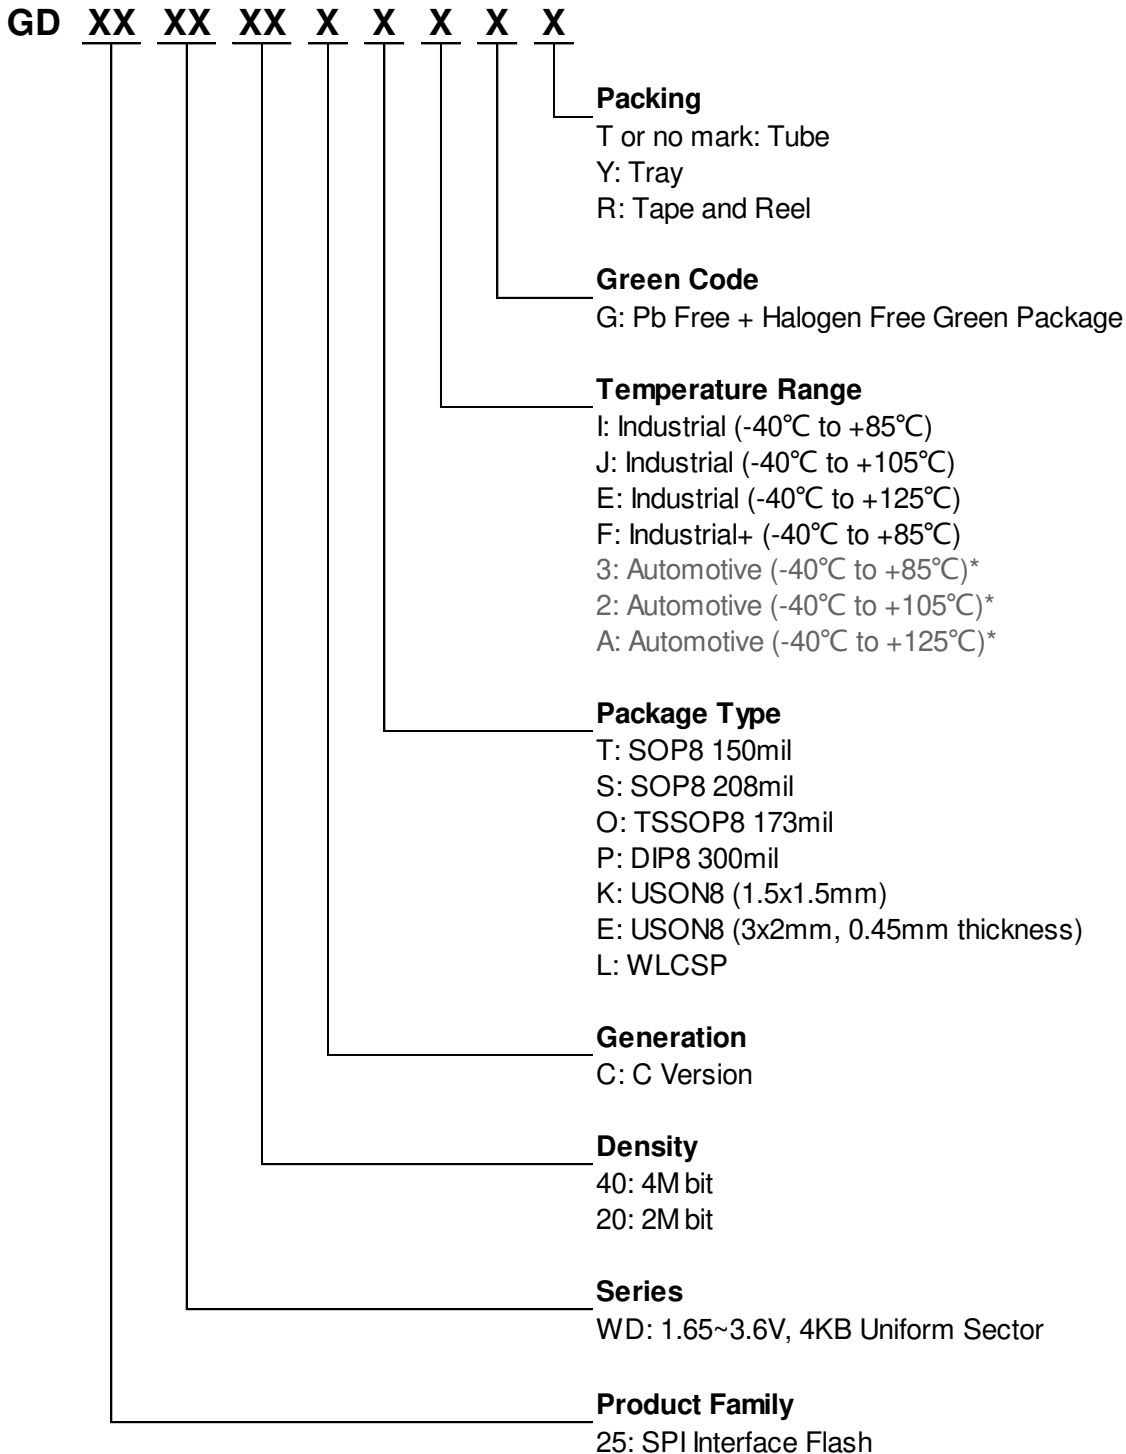 GD XX XX XX X X X X X
Packing
T or no mark: Tube
Y: Tray
R: Tape and Reel
Green Code
G: Pb Free + Halogen Free Green Package
Temperature Range
I: Industrial (-40℃ to +85℃)
J: Industrial (-40℃ to +105℃)
E: Industrial (-40℃ to +125℃)
F: Industrial+ (-40℃ to +85℃)
3: Automotive (-40℃ to +85℃)*
2: Automotive (-40℃ to +105℃)*
A: Automotive (-40℃ to +125℃)*
Package Type
T: SOP8 150mil
S: SOP8 208mil
O: TSSOP8 173mil
P: DIP8 300mil
K: USON8 (1.5x1.5mm)
E: USON8 (3x2mm, 0.45mm thickness)
L: WLCSP
Generation
C: C Version
Density
40: 4M bit
20: 2M bit
Series
WD: 1.65~3.6V, 4KB Uniform Sector
Product Family
25: SPI Interface Flash